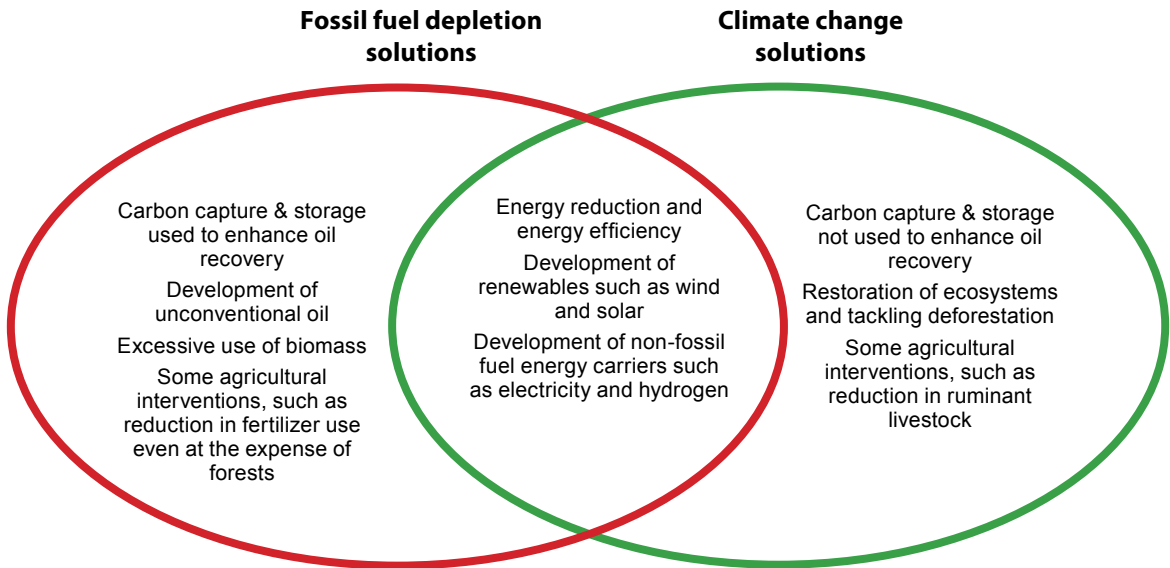 Fossil fuel depletion
solutions
Climate change
solutions
Carbon capture & storage
used to enhance oil
recovery
Development of
unconventional oil
Excessive use of biomass
Some agricultural
interventions, such as
reduction in fertilizer use
even at the expense of
forests
Energy reduction and
energy efficiency
Development of
renewables such as wind
and solar
Development of non-fossil
fuel energy carriers such
as electricity and hydrogen
Carbon capture & storage
not used to enhance oil
recovery
Restoration of ecosystems
and tackling deforestation
Some agricultural
interventions, such as
reduction in ruminant
livestock